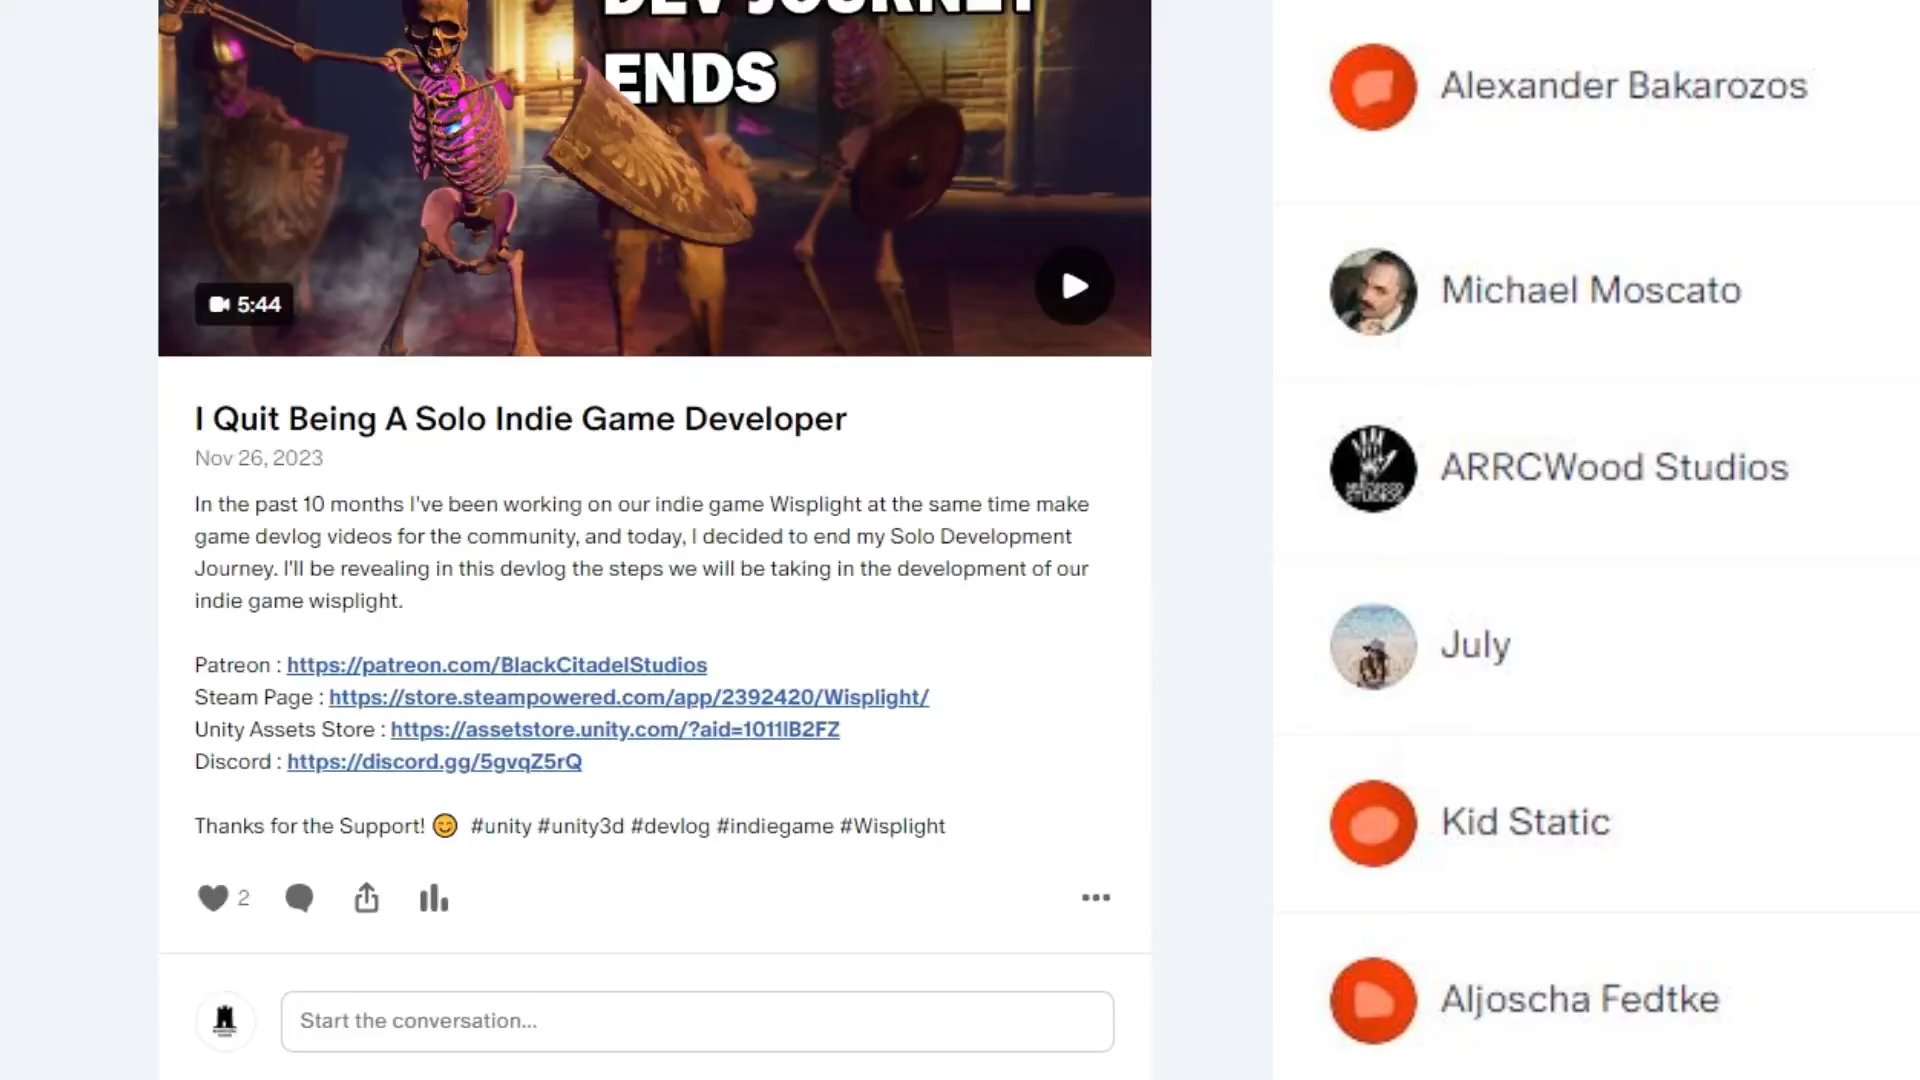 DEV JOURNEY
ENDS
5:44
I Quit Being A Solo Indie Game Developer
Nov 26, 2023
In the past 10 months I've been working on our indie game Wisplight at the same time make
game devlog videos for the community, and today, I decided to end my Solo Development
Journey. I'll be revealing in this devlog the steps we will be taking in the development of our
indie game wisplight.
Patreon : https://patreon.com/BlackCitadelStudios
Steam Page : https://store.steampowered.com/app/2392420/Wisplight/
Unity Assets Store : https://assetstore.unity.com/?aid=1011lB2FZ
Discord : https://discord.gg/5gvqZ5rQ
Thanks for the Support! 😊 #unity #unity3d #devlog #indiegame #Wisplight
2
Start the conversation...
Alexander Bakarozos
Michael Moscato
ARRCWood Studios
July
Kid Static
Aljoscha Fedtke